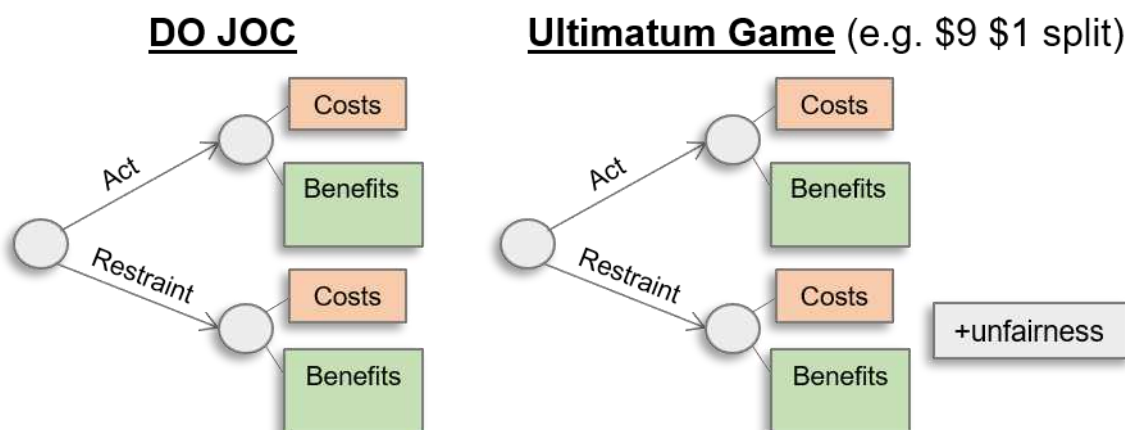 DO JOC
Costs
Act
Benefits
Restraint
Costs
Benefits
Ultimatum Game (e.g. $9 $1 split)
Costs
Act
Benefits
Restraint
Costs
Benefits
+unfairness